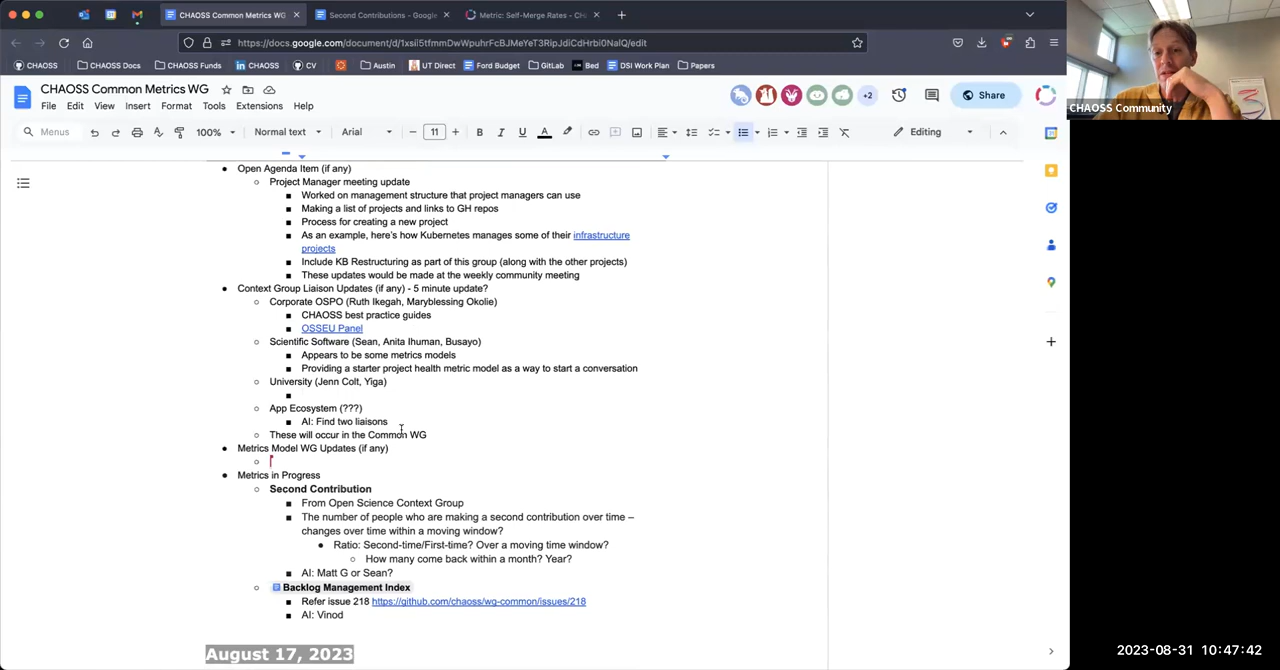 CHAOSS Common Metrics WG
Second Contributions - Google
Metric: Self-Merge Rates - CH
https://docs.google.com/document/d/1xsiI5tfmmDwWpuhrFcBJMeYeT3RipJdiCdHrbi0NalQ/edit
CHAOSS
CHAOSS Docs
CHAOSS Funds
CHAOSS
CV
Austin
UT Direct
Ford Budget
GitLab
Bed
DSI Work Plan
Papers
CHAOSS Common Metrics WG
File Edit View Insert Format Tools Extensions Help
+2
Share
Menus
100%
Normal text
Arial
11
B I U A
Editing
Open Agenda Item (if any)
Project Manager meeting update
Worked on management structure that project managers can use
Making a list of projects and links to GH repos
Process for creating a new project
As an example, here's how Kubernetes manages some of their infrastructure
projects
Include KB Restructuring as part of this group (along with the other projects)
These updates would be made at the weekly community meeting
Context Group Liaison Updates (if any) - 5 minute update?
Corporate OSPO (Ruth Ikegah, Maryblessing Okolie)
CHAOSS best practice guides
OSSEU Panel
Scientific Software (Sean, Anita Ihuman, Busayo)
Appears to be some metrics models
Providing a starter project health metric model as a way to start a conversation
University (Jenn Colt, Yiga)
App Ecosystem (???)
AI: Find two liaisons
These will occur in the Common WG
Metrics Model WG Updates (if any)
Metrics in Progress
Second Contribution
From Open Science Context Group
The number of people who are making a second contribution over time –
changes over time within a moving window?
Ratio: Second-time/First-time? Over a moving time window?
How many come back within a month? Year?
AI: Matt G or Sean?
Backlog Management Index
Refer issue 218 https://github.com/chaoss/wg-common/issues/218
AI: Vinod
August 17, 2023
CHAOSS Community
2023-08-31 10:47:42